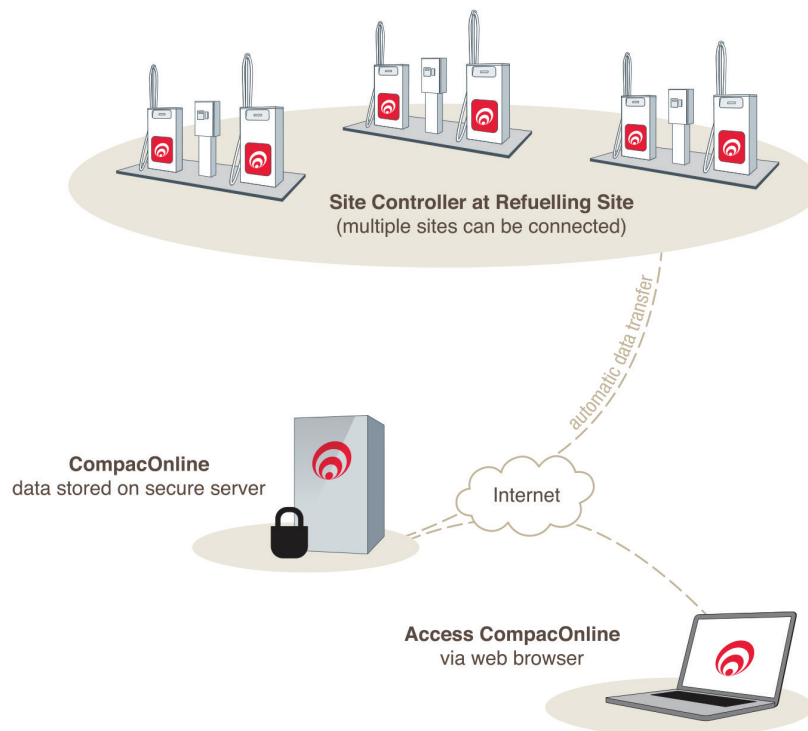 Site Controller at Refuelling Site
(multiple sites can be connected)
automatic data transfer
CompacOnline
data stored on secure server
Internet
Access CompacOnline
via web browser